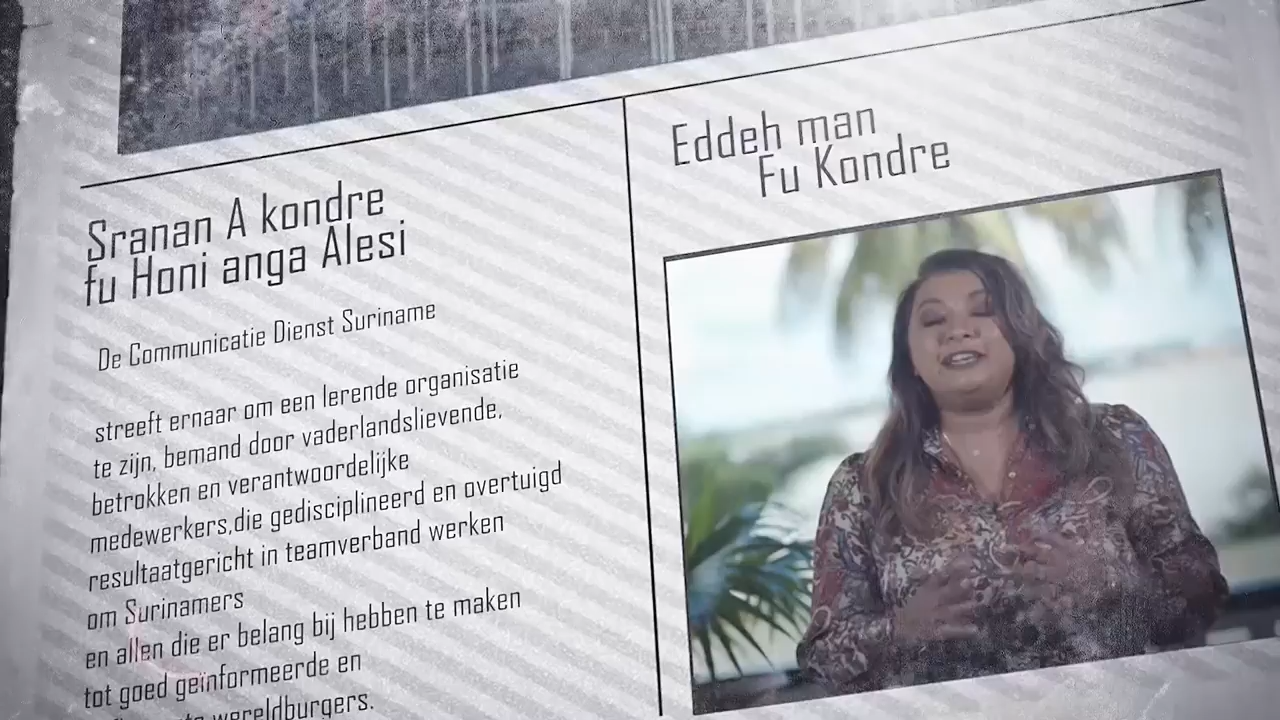 Sranan A kondre
fu Honi anga Alesi
De Communicatie Dienst Suriname
streeft ernaar om een lerende organisatie
te zijn, bemand door vaderlandslievende,
betrokken en verantwoordelijke
medewerkers,die gedisciplineerd en overtuigd
resultaatgericht in teamverband werken
om Surinamers
en allen die er belang bij hebben te maken
tot goed geïnformeerde en
wereldburgers.
Eddeh man
Fu Kondre